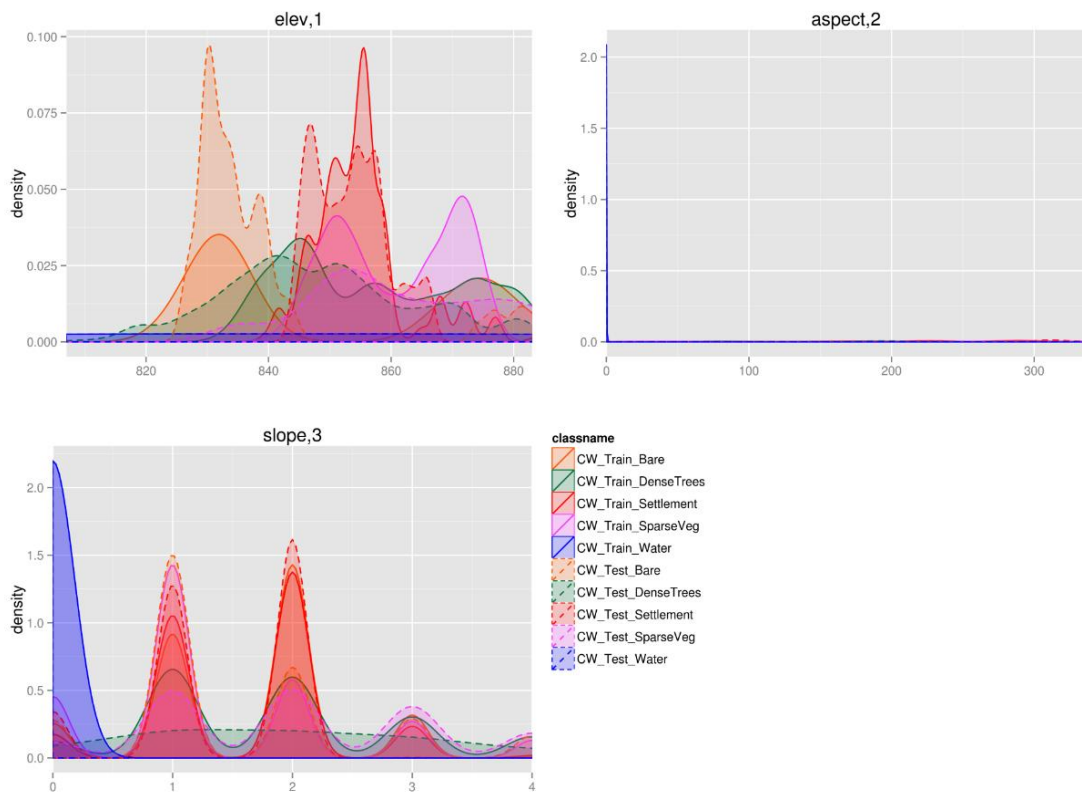 elev,1
0.100
0.075
0.050
0.025
0.000
density
820
840
860
880
aspect,2
2.0
1.5
1.0
0.5
0.0
density
0
100
200
300
slope,3
2.0
1.5
1.0
0.5
0.0
density
0
1
2
3
4
classname
CW_Train_Bare
CW_Train_DenseTrees
CW_Train_Settlement
CW_Train_SparseVeg
CW_Train_Water
CW_Test_Bare
CW_Test_DenseTrees
CW_Test_Settlement
CW_Test_SparseVeg
CW_Test_Water